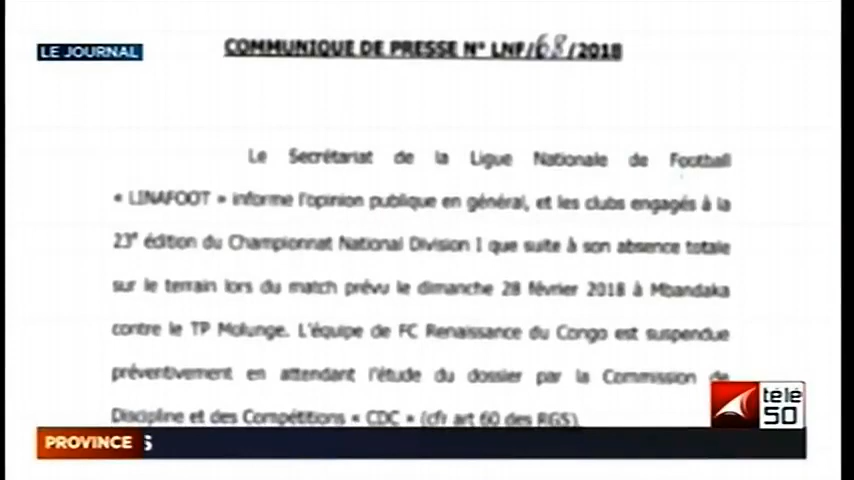 LE JOURNAL
COMMUNIQUE DE PRESSE N° LNF/68/2018
Le Secrétariat de la Ligue Nationale de Football
« LINAFOOT » informe l'opinion publique en général, et les clubs engagés à la
23e édition du Championnat National Division I que suite à son absence totale
sur le terrain lors du match prévu le dimanche 28 février 2018 à Mbandaka
contre le TP Molunge. L'équipe de FC Renaissance du Congo est suspendue
préventivement en attendant l'étude du dossier par la Commission de
Discipline et des Compétitions « CDC » (cfr art 60 des RGS).
télé
50
PROVINCE S